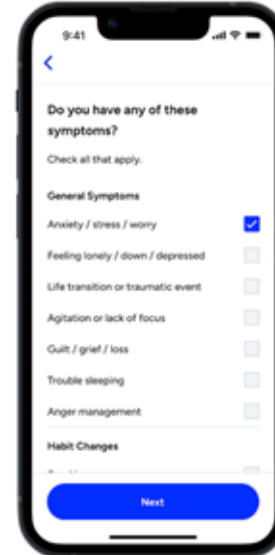 9:41
Do you have any of these
symptoms?
Check all that apply.
General Symptoms
Anxiety / stress / worry
Feeling lonely / down / depressed
Life transition or traumatic event
Agitation or lack of focus
Guilt / grief / loss
Trouble sleeping
Anger management
Habit Changes
Next